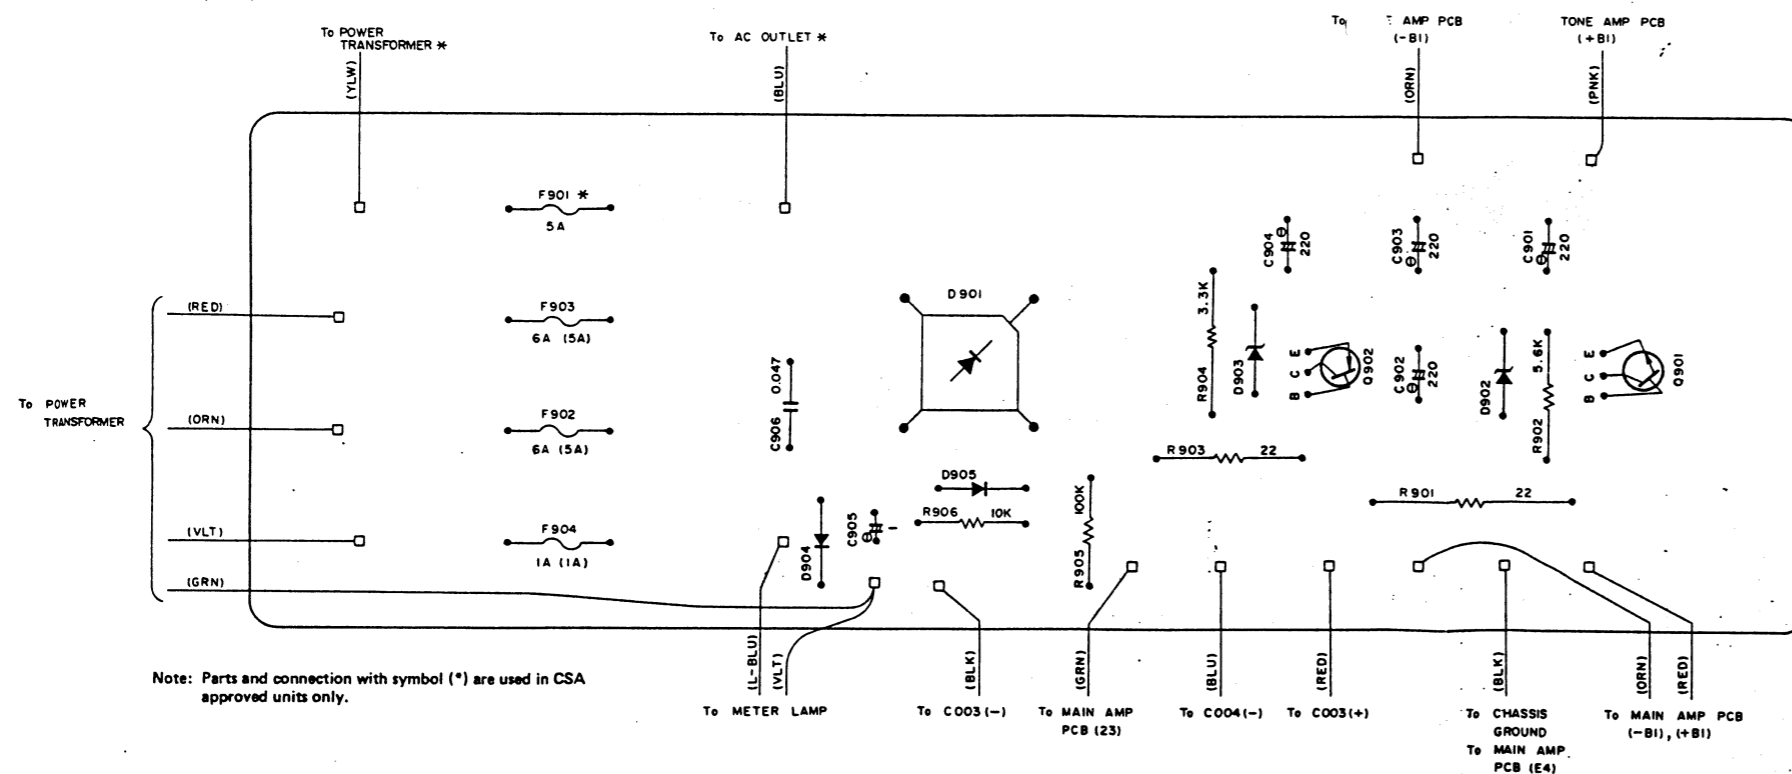 To POWER
TRANSFORMER *
To AC OUTLET *
To AMP PCB
(-B1)
TONE AMP PCB
(+B1)
(YLW)
(BLU)
(ORN)
(PNK)
F901 *
5A
C904
220
C903
220
C901
220
(RED)
F903
6A (5A)
D901
3.3K
R904
D903
E
C
B
Q902
C902
220
D902
5.6K
R902
E
C
B
Q901
0.047
C906
To POWER
TRANSFORMER
(ORN)
F902
6A (5A)
R903 22
D905
R901 22
100K
R905
R906 10K
C905
D904
(VLT)
F904
1A (1A)
(GRN)
(L-BLU)
(VLT)
(BLK)
(GRN)
(BLU)
(RED)
(BLK)
(ORN)
(RED)
Note: Parts and connection with symbol (*) are used in CSA
approved units only.
To METER LAMP
To C003(-)
To MAIN AMP
PCB (23)
To C004(-)
To C003(+)
To CHASSIS
GROUND
To MAIN AMP
PCB (E4)
To MAIN AMP PCB
(-B1), (+B1)